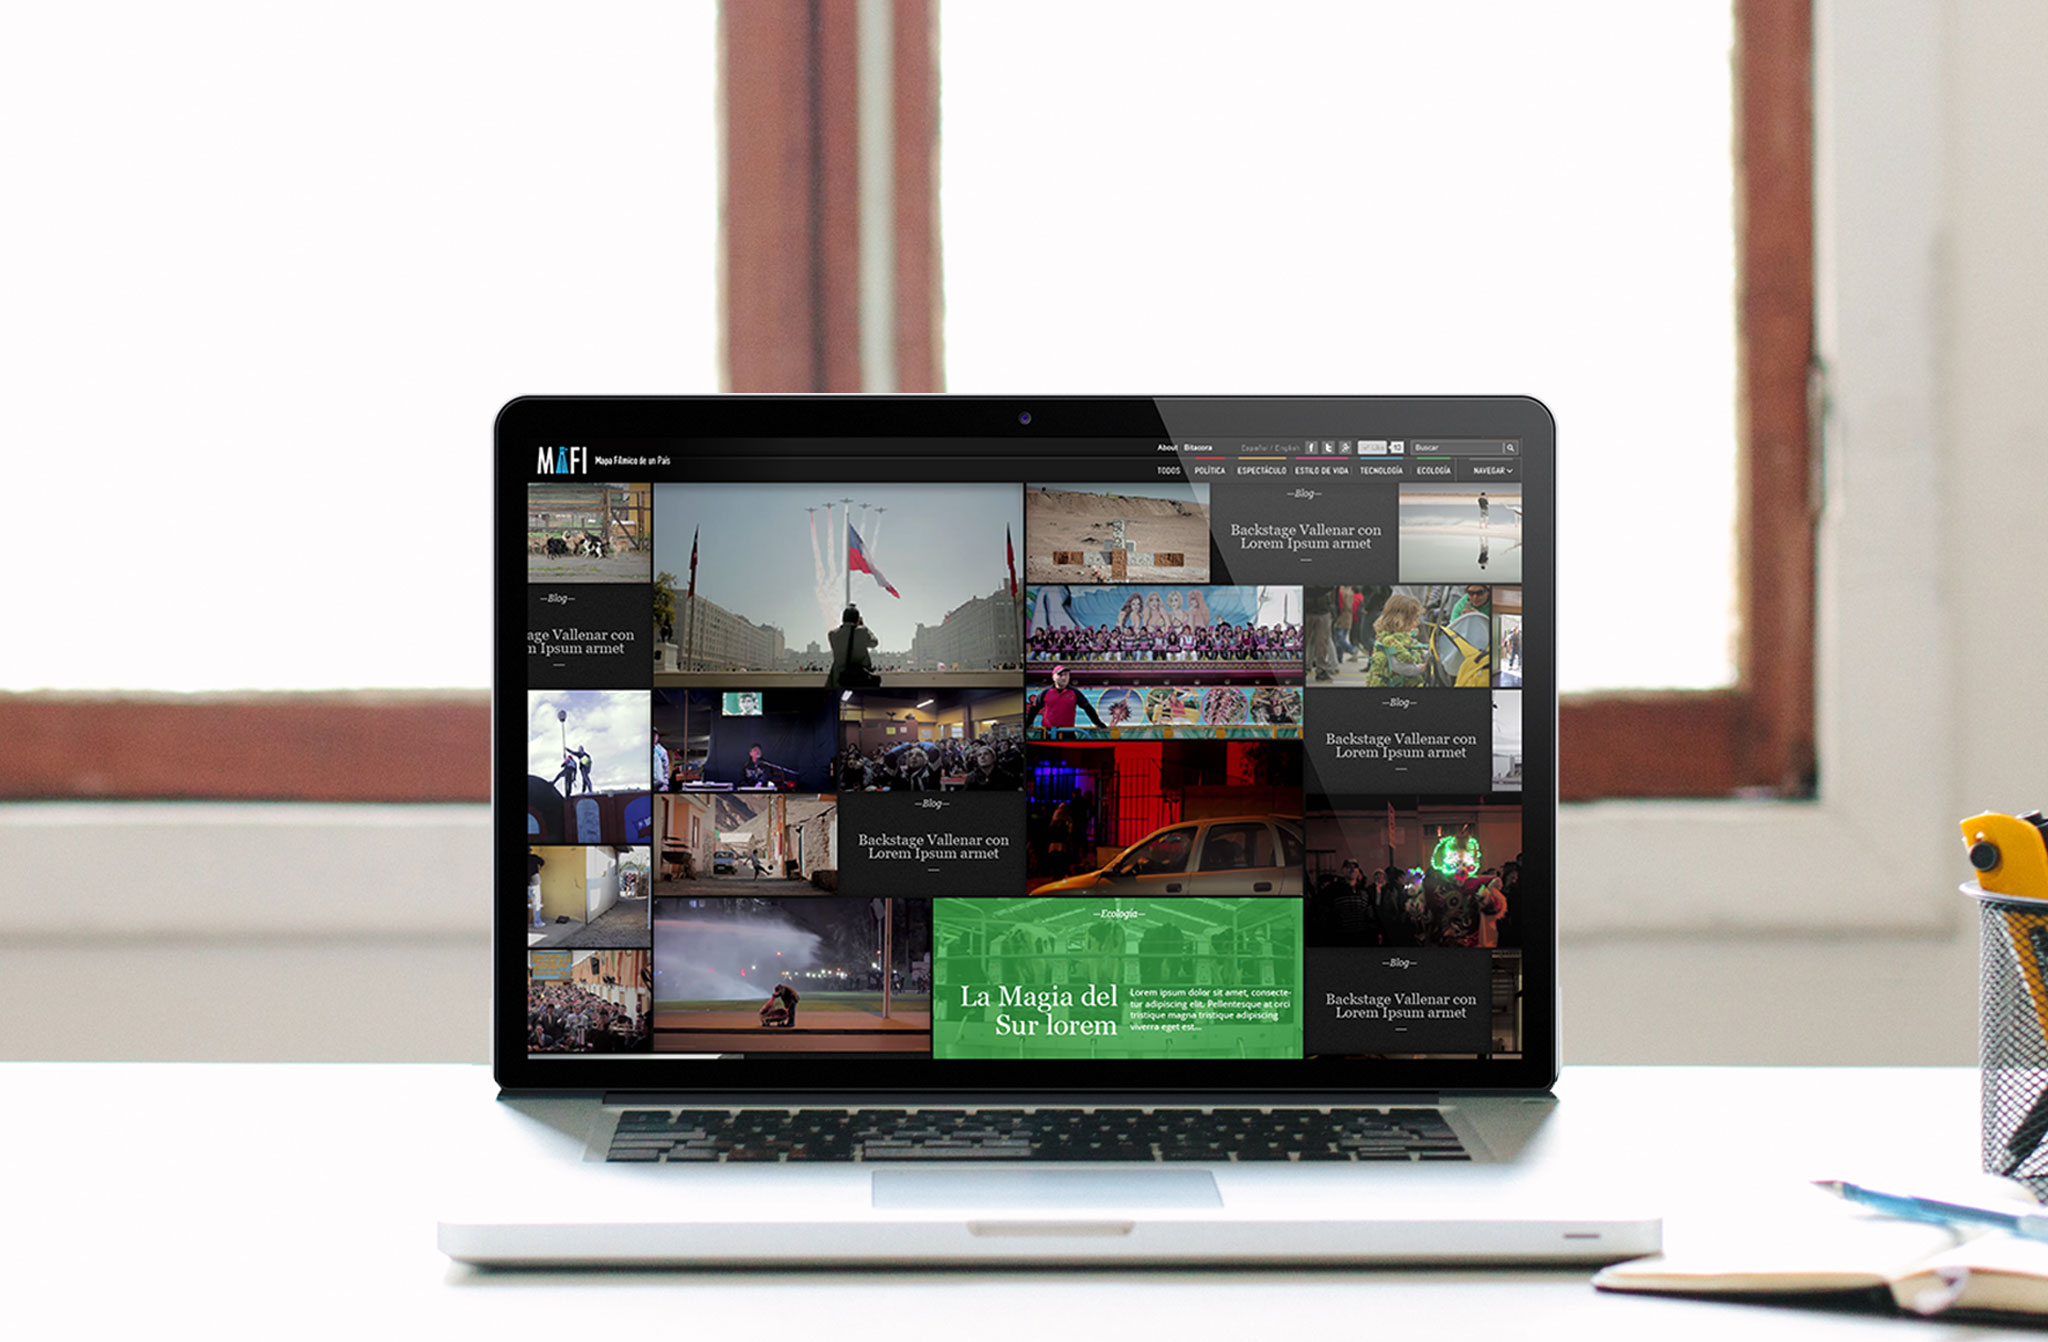 MAFI
Mapa Fílmico de un País
About Bitacora Español / English Like Buscar
TODOS POLÍTICA ESPECTÁCULO ESTILO DE VIDA TECNOLOGÍA ECOLOGÍA NAVEGAR
—Blog—
Backstage Vallenar con
Lorem Ipsum armet
—Blog—
age Vallenar con
m Ipsum armet
—Blog—
Backstage Vallenar con
Lorem Ipsum armet
—Blog—
Backstage Vallenar con
Lorem Ipsum armet
—Ecología—
La Magia del
Sur lorem
Lorem ipsum dolor sit amet, consecte-
tur adipiscing elit. Pellentesque at orci
tristique magna tristique adipiscing
viverra eget est...
—Blog—
Backstage Vallenar con
Lorem Ipsum armet